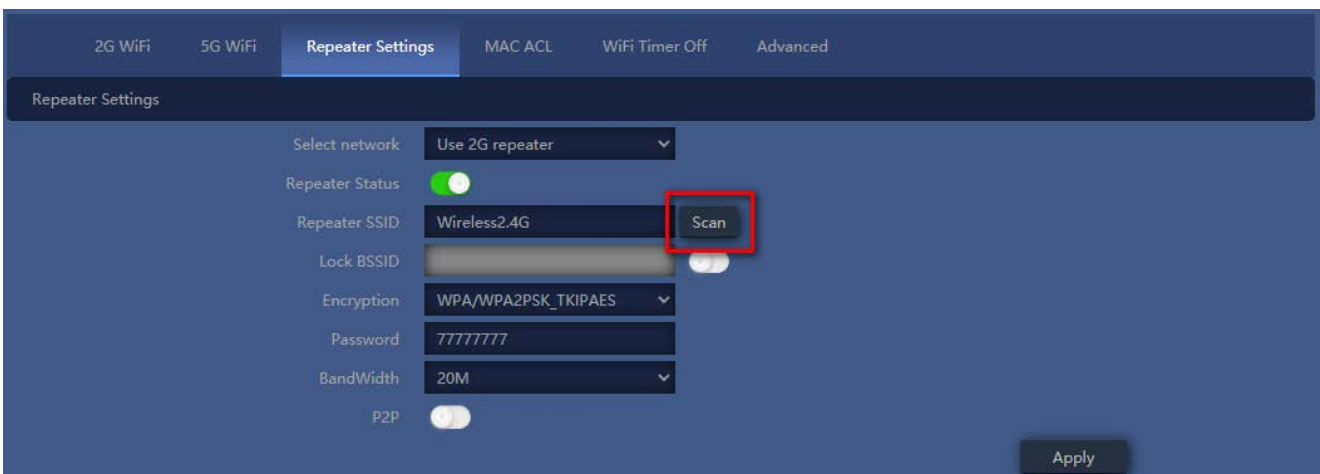 2G WiFi 5G WiFi Repeater Settings MAC ACL WiFi Timer Off Advanced
Repeater Settings
Select network Use 2G repeater
Repeater Status
Repeater SSID Wireless2.4G Scan
Lock BSSID
Encryption WPA/WPA2PSK_TKIPAES
Password 77777777
BandWidth 20M
P2P
Apply